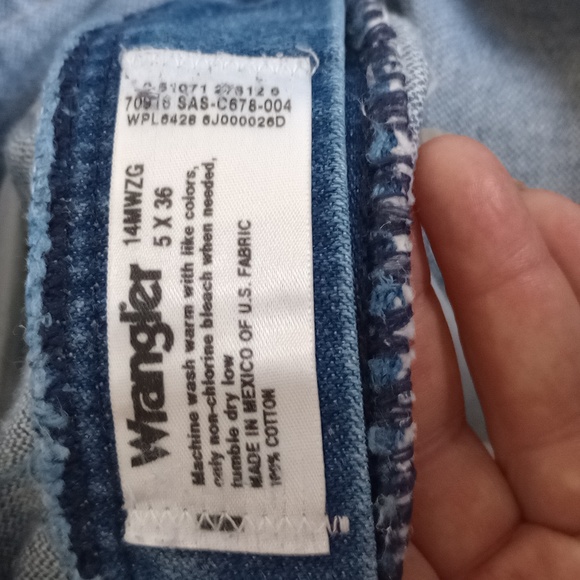 70916 SAS-C678-004
WPL6428 6J000026D
14MWZG
5 X 36
Wrangler
Machine wash warm with like colors,
only non-chlorine bleach when needed,
tumble dry low
MADE IN MEXICO OF U.S. FABRIC
100% COTTON